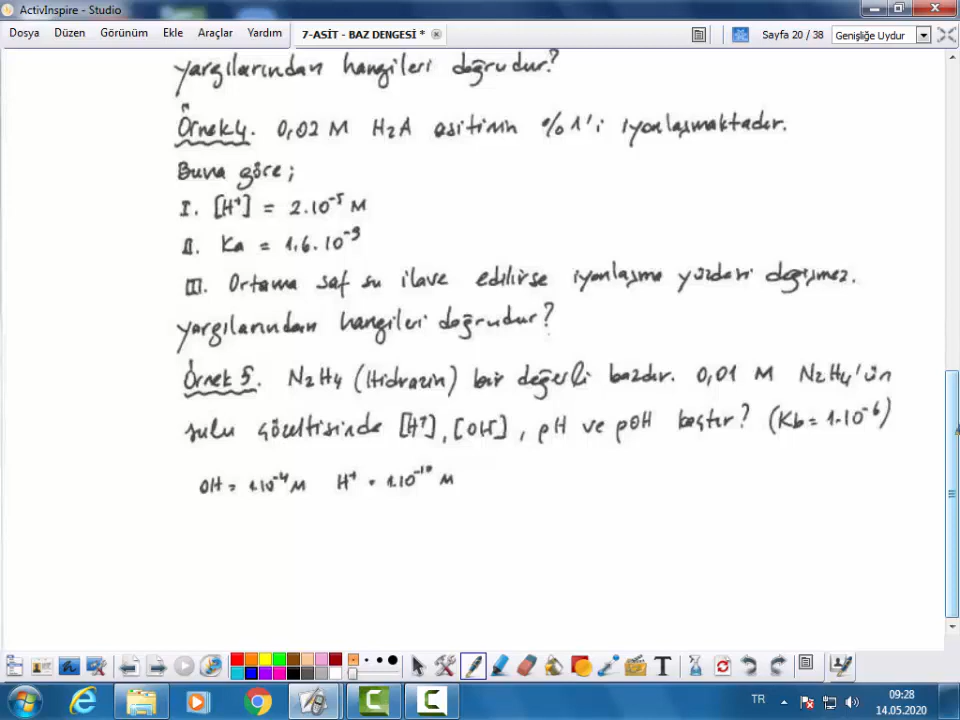 ActivInspire - Studio
Dosya Düzen Görünüm Ekle Araçlar Yardım 7-ASİT - BAZ DENGESİ * Sayfa 20 / 38 Genişliğe Uydur
yargılarından hangileri doğrudur?
Örnek 4. 0,02 M H₂A asitinin %1'i iyonlaşmaktadır.
Buna göre;
I. [H⁺] = 2.10⁻⁵ M
II. Ka = 1,6.10⁻⁹
III. Ortama saf su ilave edilirse iyonlaşma yüzdesi değişmez.
yargılarından hangileri doğrudur?
Örnek 5. N₂H₄ (Hidrazin) bir değerli bazdır. 0,01 M N₂H₄'ün
sulu çözeltisinde [H⁺], [OH⁻], pH ve pOH kaçtır? (Kb = 1.10⁻⁶)
OH = 1.10⁻⁴ M H⁺ = 1.10⁻¹⁰ M
T
TR 09:28
14.05.2020